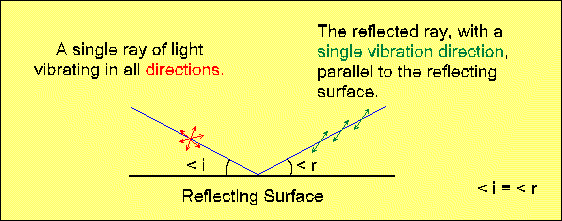 A single ray of light
vibrating in all directions.
The reflected ray, with a
single vibration direction,
parallel to the reflecting
surface.
< i
< r
Reflecting Surface
< i = < r